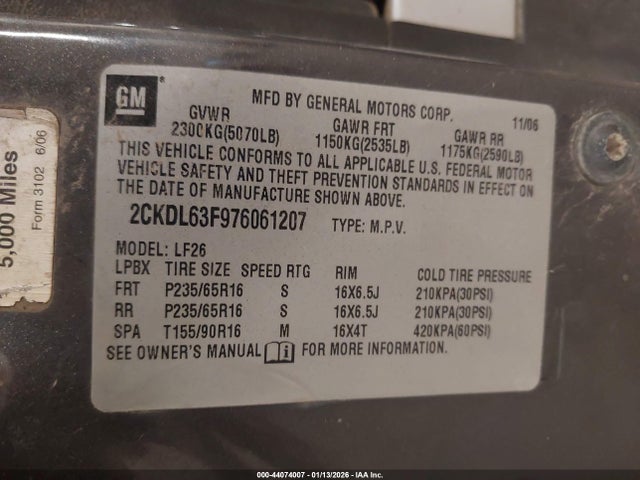 GM
MFD BY GENERAL MOTORS CORP. 11/06
GVWR GAWR FRT GAWR RR
2300KG(5070LB) 1150KG(2535LB) 1175KG(2590LB)
THIS VEHICLE CONFORMS TO ALL APPLICABLE U.S. FEDERAL MOTOR
VEHICLE SAFETY AND THEFT PREVENTION STANDARDS IN EFFECT ON
THE DATE OF MANUFACTURE SHOWN ABOVE.
2CKDL63F976061207 TYPE: M.P.V.
MODEL: LF26
LPBX TIRE SIZE SPEED RTG RIM COLD TIRE PRESSURE
FRT P235/65R16 S 16X6.5J 210KPA(30PSI)
RR P235/65R16 S 16X6.5J 210KPA(30PSI)
SPA T155/90R16 M 16X4T 420KPA(60PSI)
SEE OWNER'S MANUAL i FOR MORE INFORMATION.
5,000 Miles
Form 3102 6/06
000-44074007 - 01/13/2026 - IAA Inc.